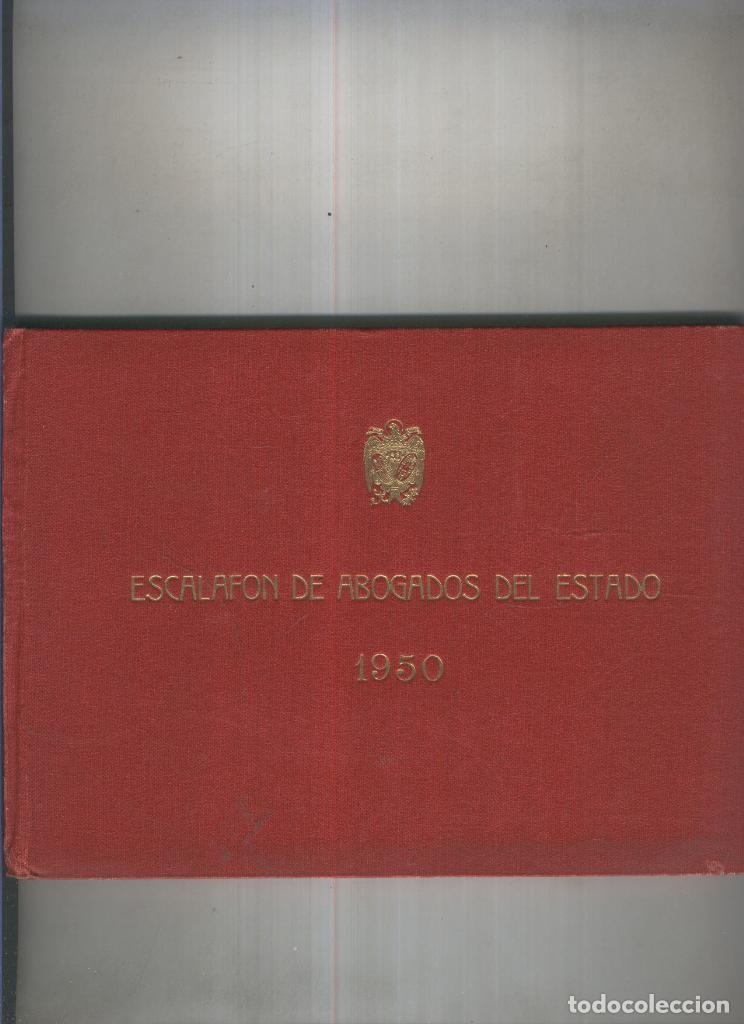 ESCALAFON DE ABOGADOS DEL ESTADO
1950
todocoleccion